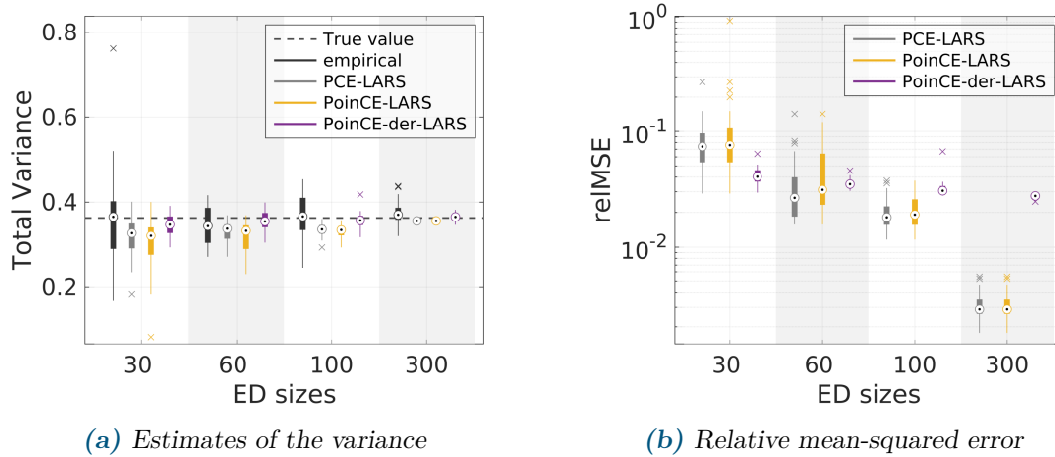 Total Variance
0.8
0.6
0.4
0.2
True value
empirical
PCE-LARS
PoinCE-LARS
PoinCE-der-LARS
30 60 100 300
ED sizes
(a) Estimates of the variance
relMSE
10^0
10^-1
10^-2
PCE-LARS
PoinCE-LARS
PoinCE-der-LARS
30 60 100 300
ED sizes
(b) Relative mean-squared error